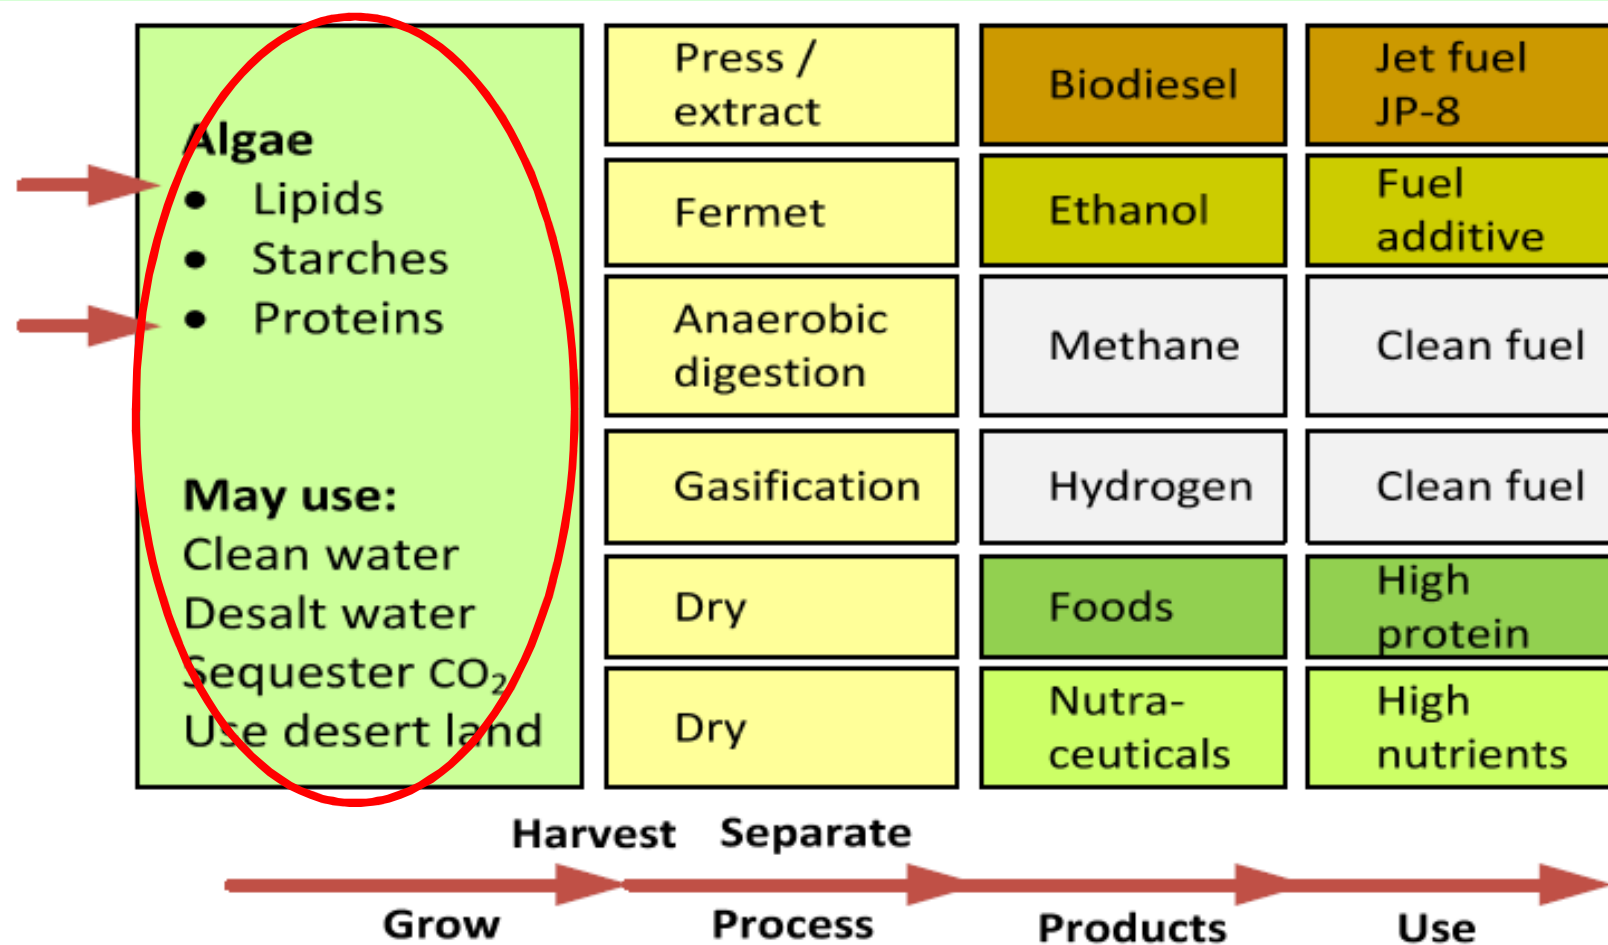 Algae
• Lipids
• Starches
• Proteins
May use:
Clean water
Desalt water
Sequester CO₂
Use desert land
Press /
extract
Biodiesel
Jet fuel
JP-8
Fermet
Ethanol
Fuel
additive
Anaerobic
digestion
Methane
Clean fuel
Gasification
Hydrogen
Clean fuel
Dry
Foods
High
protein
Dry
Nutra-
ceuticals
High
nutrients
Harvest Separate
Grow Process Products Use